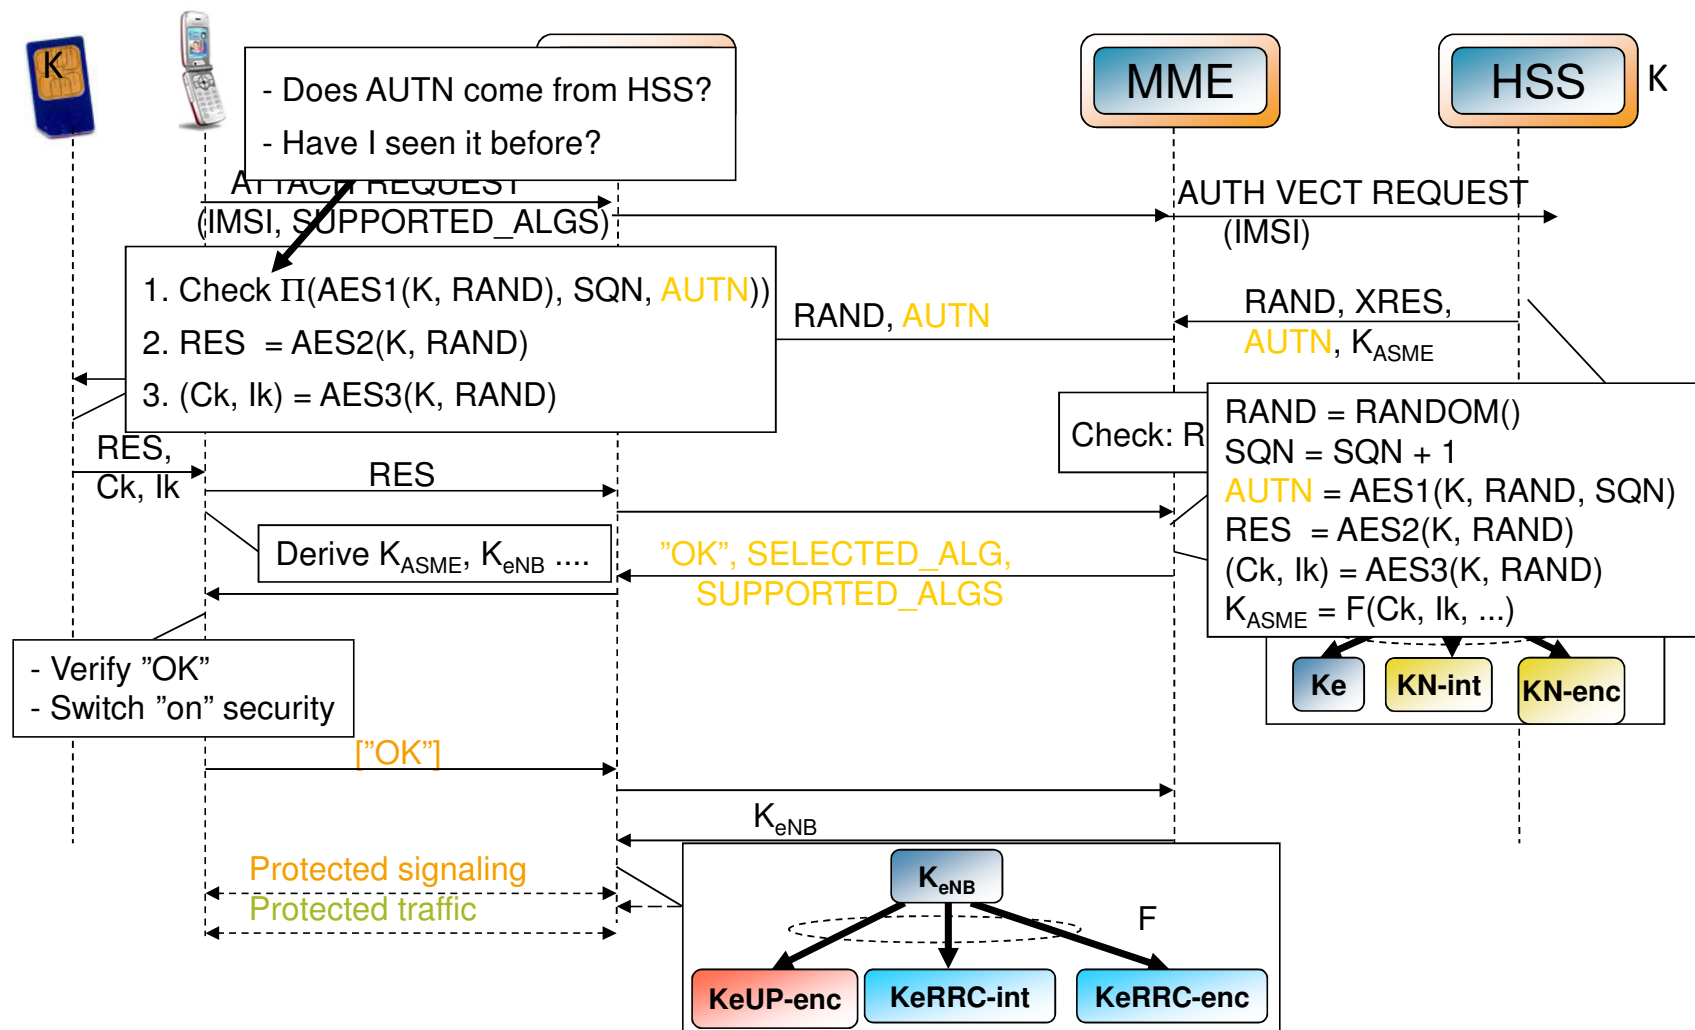 K
MME
HSS
K
- Does AUTN come from HSS?
- Have I seen it before?
ATTACH REQUEST
(IMSI, SUPPORTED_ALGS)
AUTH VECT REQUEST
(IMSI)
1. Check Π(AES1(K, RAND), SQN, AUTN))
2. RES = AES2(K, RAND)
3. (Ck, Ik) = AES3(K, RAND)
RAND, AUTN
RAND, XRES,
AUTN, KASME
Check: R
RAND = RANDOM()
SQN = SQN + 1
AUTN = AES1(K, RAND, SQN)
RES = AES2(K, RAND)
(Ck, Ik) = AES3(K, RAND)
KASME = F(Ck, Ik, ...)
RES,
Ck, Ik
RES
Derive KASME, KeNB ....
"OK", SELECTED_ALG,
SUPPORTED_ALGS
- Verify "OK"
- Switch "on" security
Ke
KN-int
KN-enc
["OK"]
KeNB
Protected signaling
Protected traffic
KeNB
F
KeUP-enc
KeRRC-int
KeRRC-enc